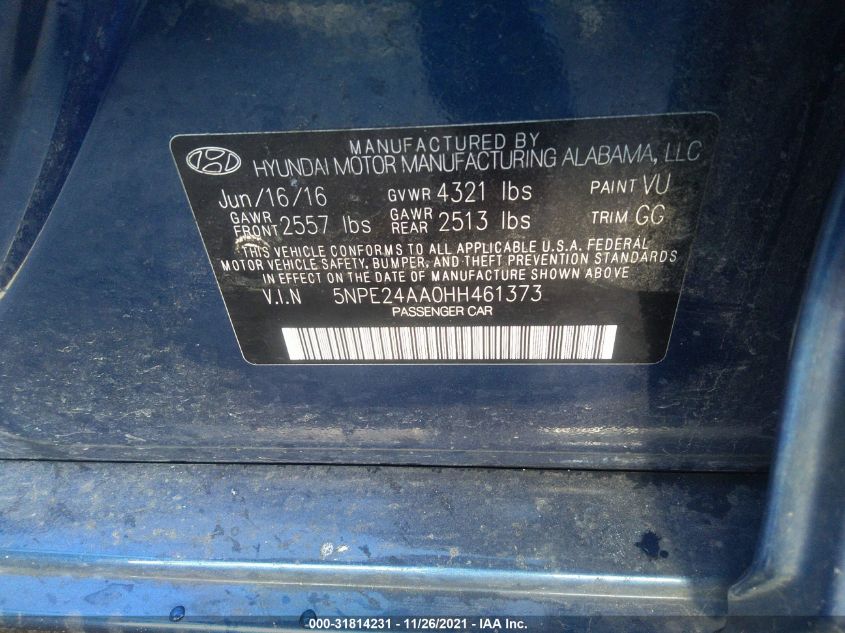 MANUFACTURED BY
HYUNDAI MOTOR MANUFACTURING ALABAMA, LLC
Jun/16/16 GVWR 4321 lbs PAINT VU
GAWR FRONT 2557 lbs GAWR REAR 2513 lbs TRIM GG
THIS VEHICLE CONFORMS TO ALL APPLICABLE U.S.A. FEDERAL
MOTOR VEHICLE SAFETY, BUMPER, AND THEFT PREVENTION STANDARDS
IN EFFECT ON THE DATE OF MANUFACTURE SHOWN ABOVE
V.I.N 5NPE24AA0HH461373
PASSENGER CAR
000-31814231 - 11/26/2021 - IAA Inc.